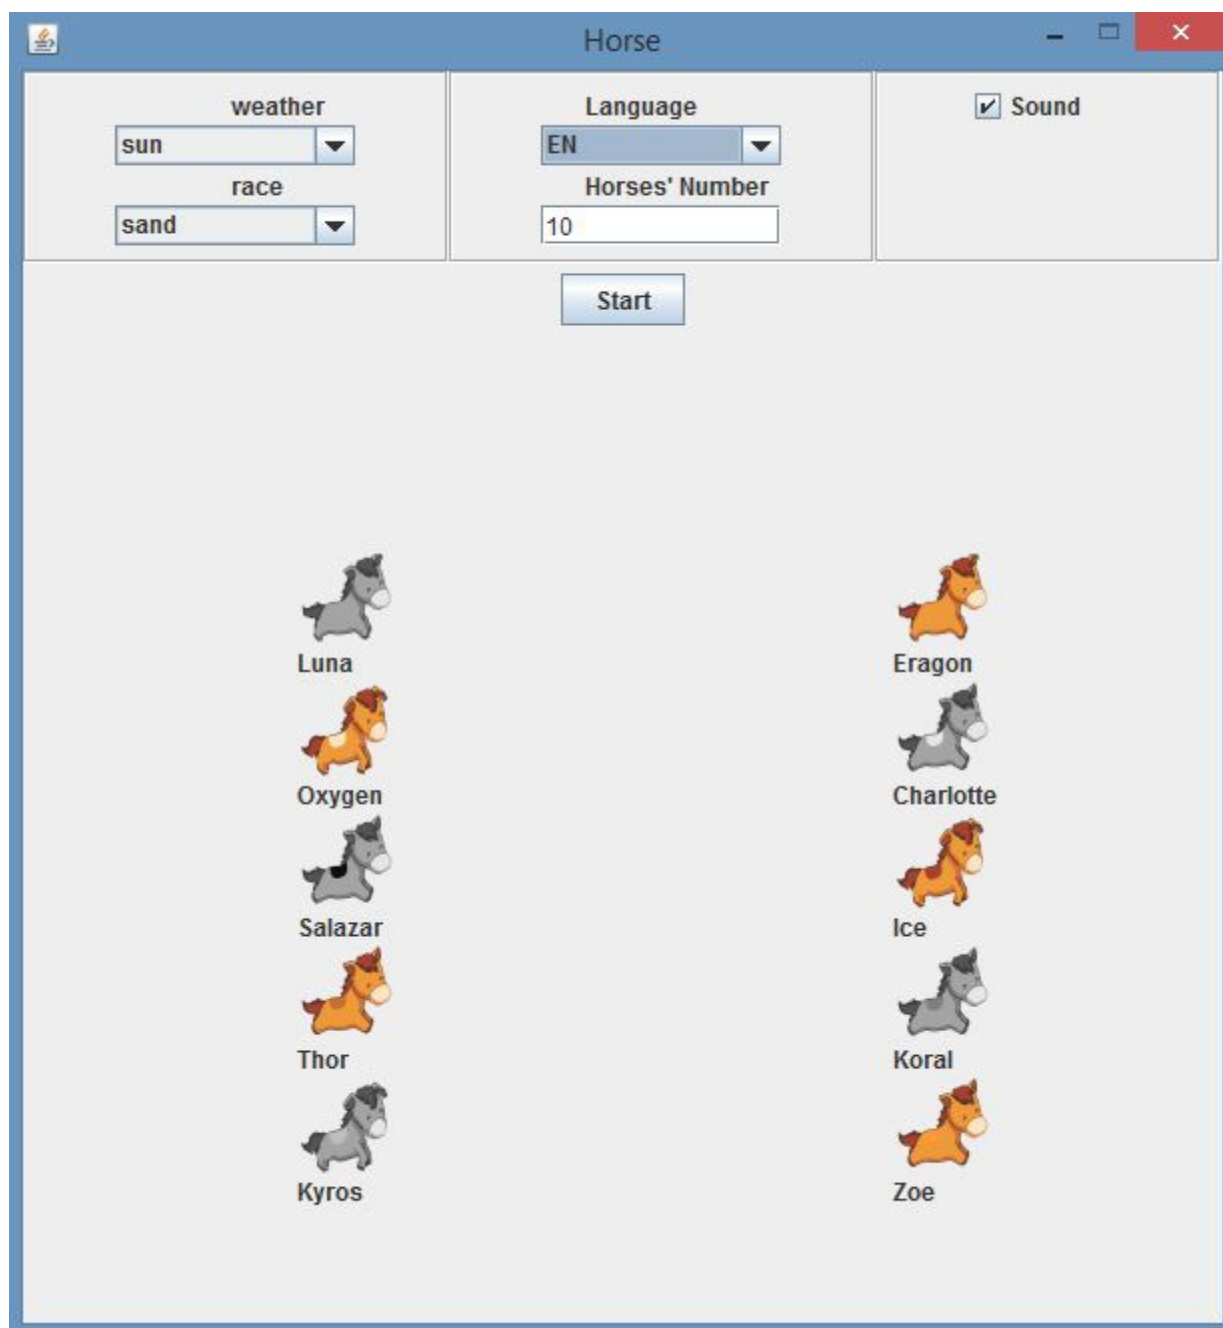 Horse
weather
sun
race
sand
Language
EN
Horses' Number
10
Sound
Start
Luna
Eragon
Oxygen
Charlotte
Salazar
Ice
Thor
Koral
Kyros
Zoe